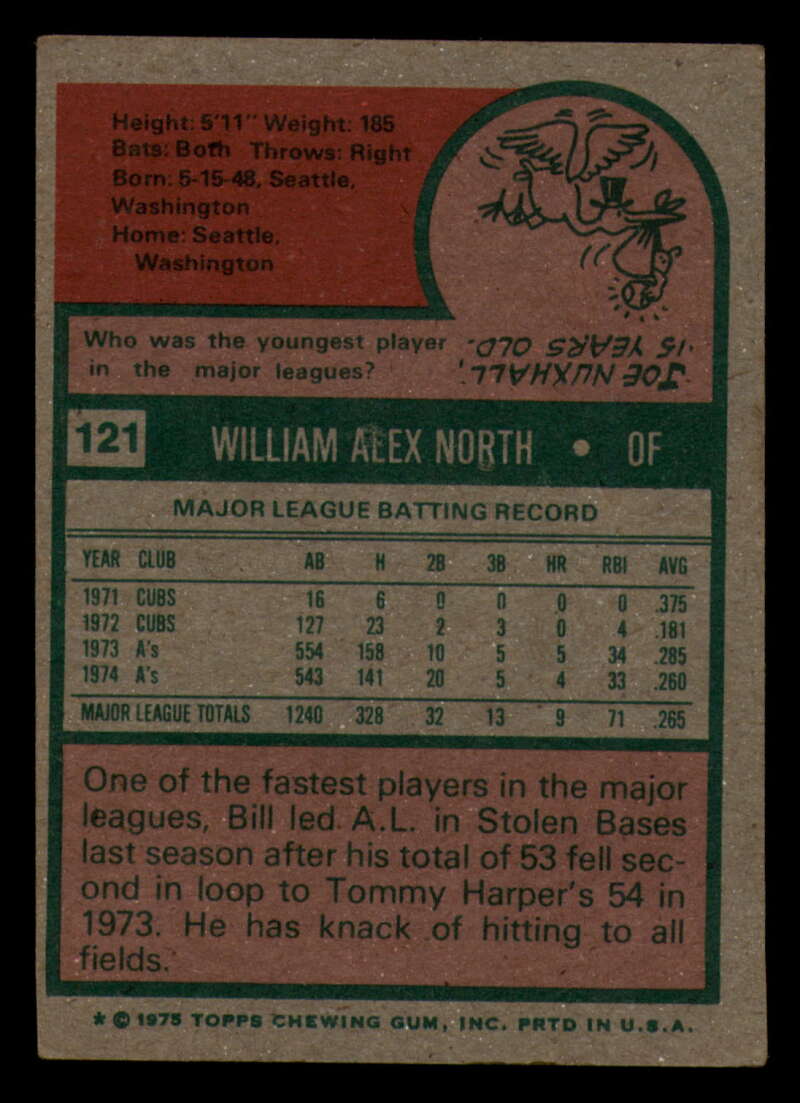 Height: 5'11" Weight: 185
Bats: Both Throws: Right
Born: 5-15-48, Seattle,
Washington
Home: Seattle,
Washington
Who was the youngest player
in the major leagues?
JOE NUXHALL.
15 YEARS OLD.
121 WILLIAM ALEX NORTH • OF
MAJOR LEAGUE BATTING RECORD
YEAR CLUB AB H 2B 3B HR RBI AVG
1971 CUBS 16 6 0 0 0 0 .375
1972 CUBS 127 23 2 3 0 4 .181
1973 A's 554 158 10 5 5 34 .285
1974 A's 543 141 20 5 4 33 .260
MAJOR LEAGUE TOTALS 1240 328 32 13 9 71 .265
One of the fastest players in the major
leagues, Bill led A.L. in Stolen Bases
last season after his total of 53 fell sec-
ond in loop to Tommy Harper's 54 in
1973. He has knack of hitting to all
fields.
* © 1975 TOPPS CHEWING GUM, INC. PRTD IN U.S.A.